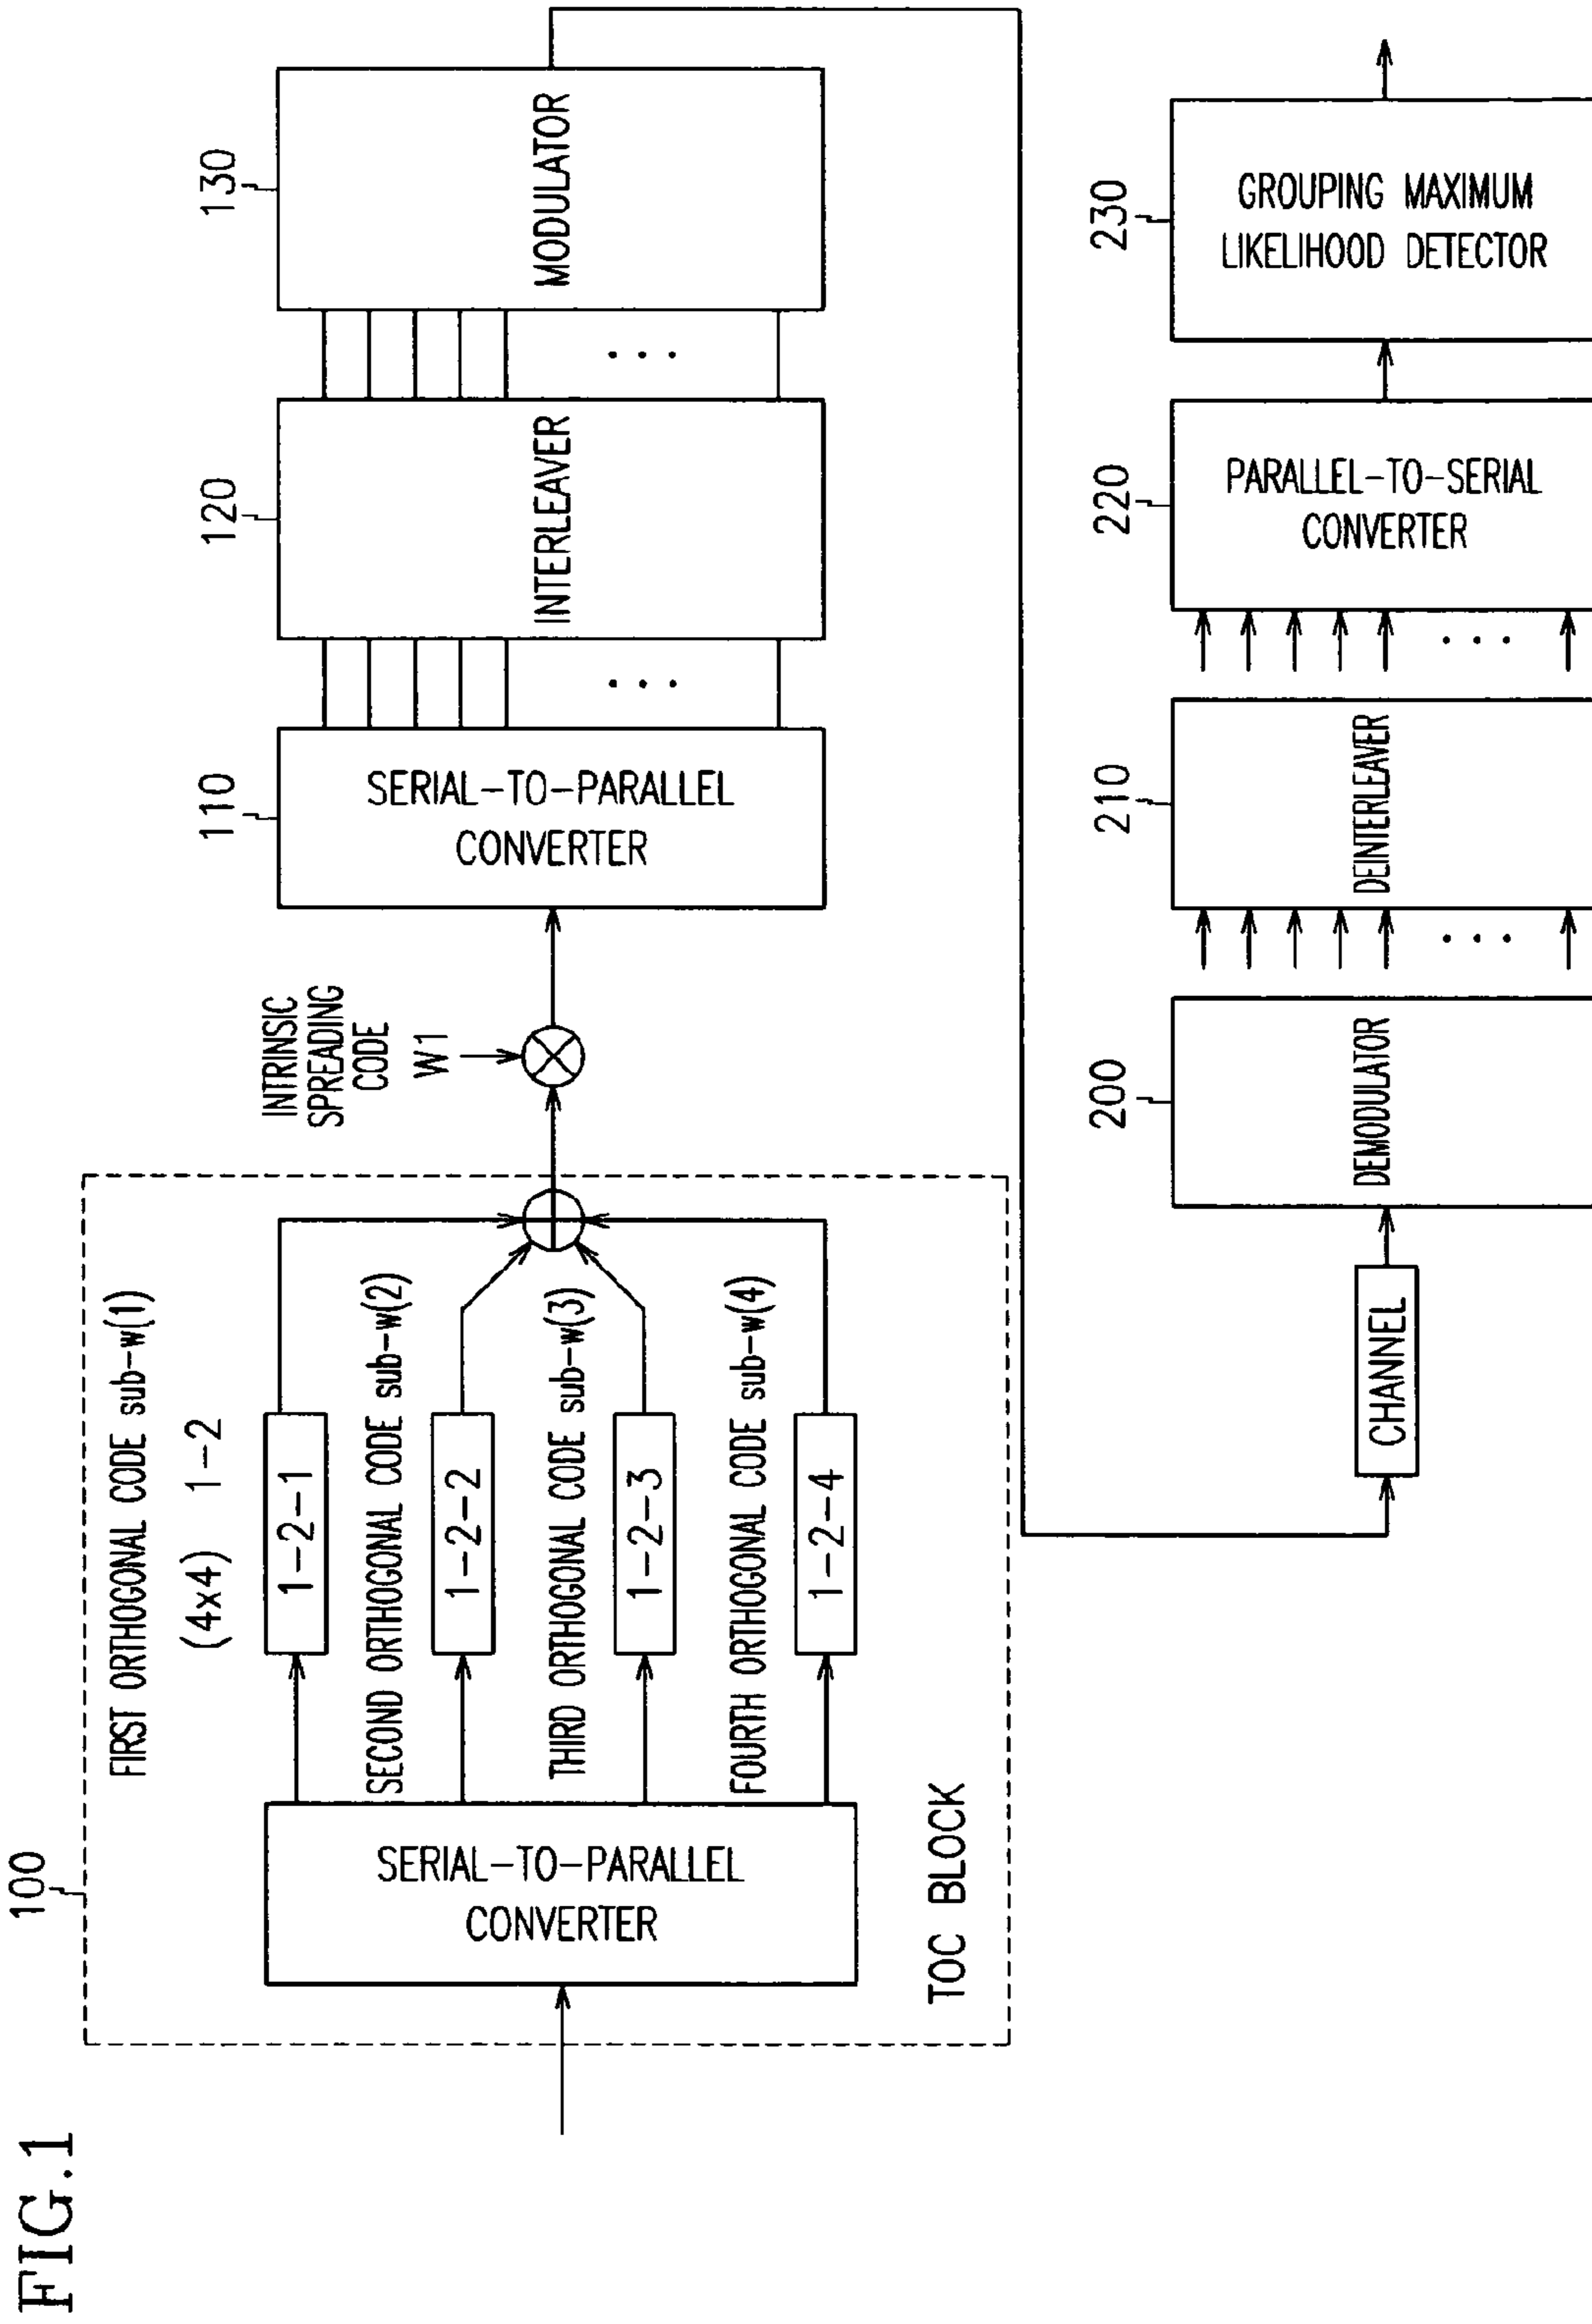 FIG.1
100
FIRST ORTHOGONAL CODE sub-w(1)
(4x4) 1-2
1-2-1
SECOND ORTHOGONAL CODE sub-w(2)
1-2-2
THIRD ORTHOGONAL CODE sub-w(3)
1-2-3
FOURTH ORTHOGONAL CODE sub-w(4)
1-2-4
SERIAL-TO-PARALLEL
CONVERTER
TOC BLOCK
INTRINSIC
SPREADING
CODE
W1
110
SERIAL-TO-PARALLEL
CONVERTER
120
INTERLEAVER
130
MODULATOR
CHANNEL
200
DEMODULATOR
210
DEINTERLEAVER
220
PARALLEL-TO-SERIAL
CONVERTER
230
GROUPING MAXIMUM
LIKELIHOOD DETECTOR